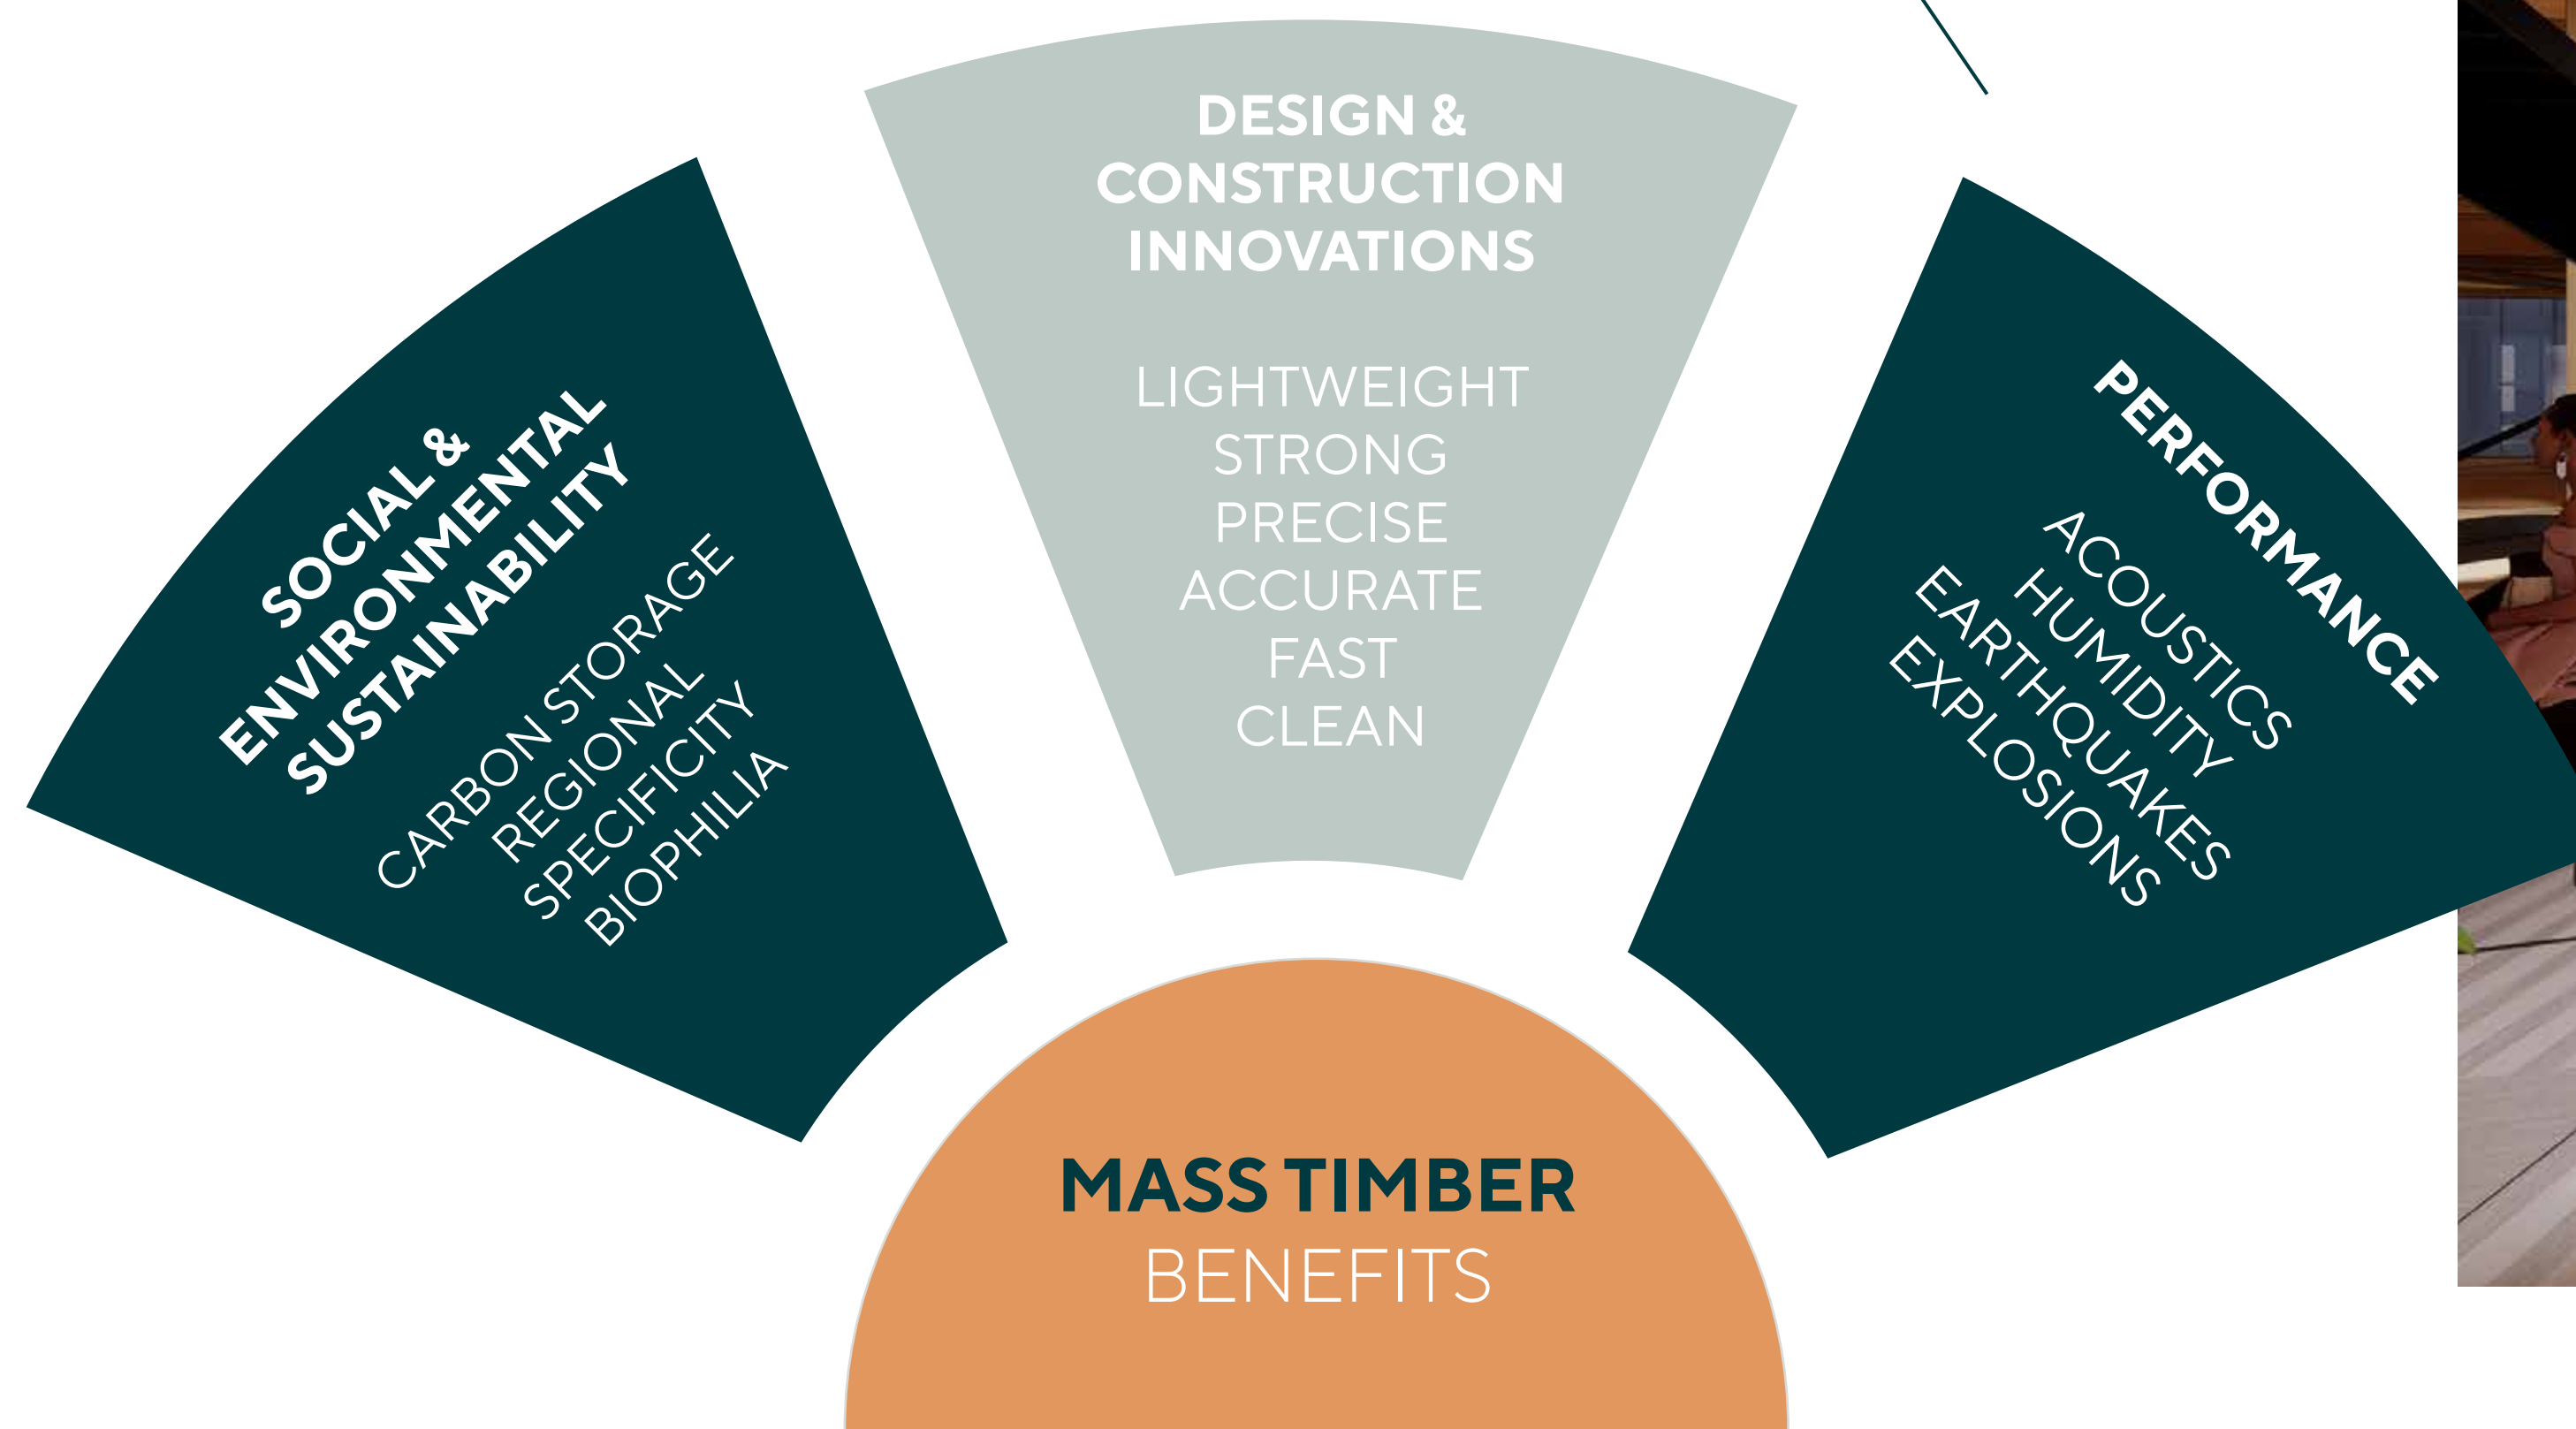 SOCIAL &
ENVIRONMENTAL
SUSTAINABILITY
CARBON STORAGE
REGIONAL
SPECIFICITY
BIOPHILIA
DESIGN &
CONSTRUCTION
INNOVATIONS
LIGHTWEIGHT
STRONG
PRECISE
ACCURATE
FAST
CLEAN
PERFORMANCE
ACOUSTICS
HUMIDITY
EARTHQUAKES
EXPLOSIONS
MASS TIMBER
BENEFITS